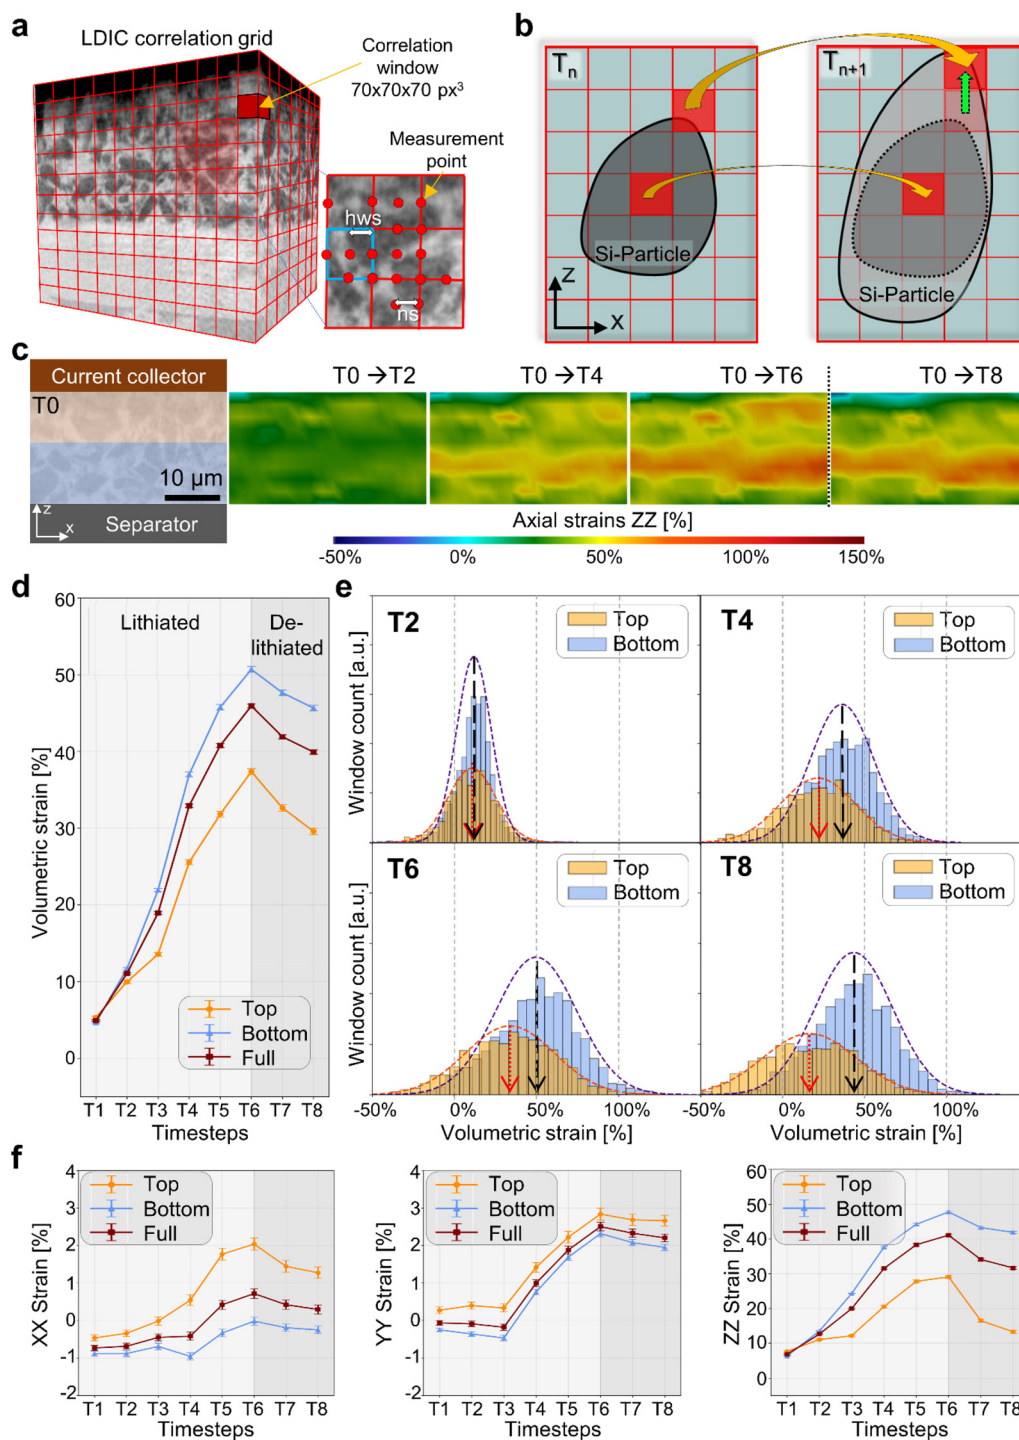 a
LDIC correlation grid
Correlation
window
70x70x70 px³
Measurement
point
hws
ns
b
Tn
Tn+1
Si-Particle
Si-Particle
z
x
c
Current collector
T0
10 µm
z
x
Separator
T0 →T2
T0 →T4
T0 →T6
T0 →T8
Axial strains ZZ [%]
-50%
0%
50%
100%
150%
d
Volumetric strain [%]
60
50
40
30
20
10
0
Lithiated
De-
lithiated
Top
Bottom
Full
T1 T2 T3 T4 T5 T6 T7 T8
Timesteps
e
Window count [a.u.]
T2
Top
Bottom
T4
Top
Bottom
Window count [a.u.]
T6
Top
Bottom
T8
Top
Bottom
-50% 0% 50% 100%
Volumetric strain [%]
-50% 0% 50% 100%
Volumetric strain [%]
f
XX Strain [%]
4
3
2
1
0
-1
-2
Top
Bottom
Full
T1 T2 T3 T4 T5 T6 T7 T8
Timesteps
YY Strain [%]
4
3
2
1
0
-1
-2
Top
Bottom
Full
T1 T2 T3 T4 T5 T6 T7 T8
Timesteps
ZZ Strain [%]
60
50
40
30
20
10
0
Top
Bottom
Full
T1 T2 T3 T4 T5 T6 T7 T8
Timesteps